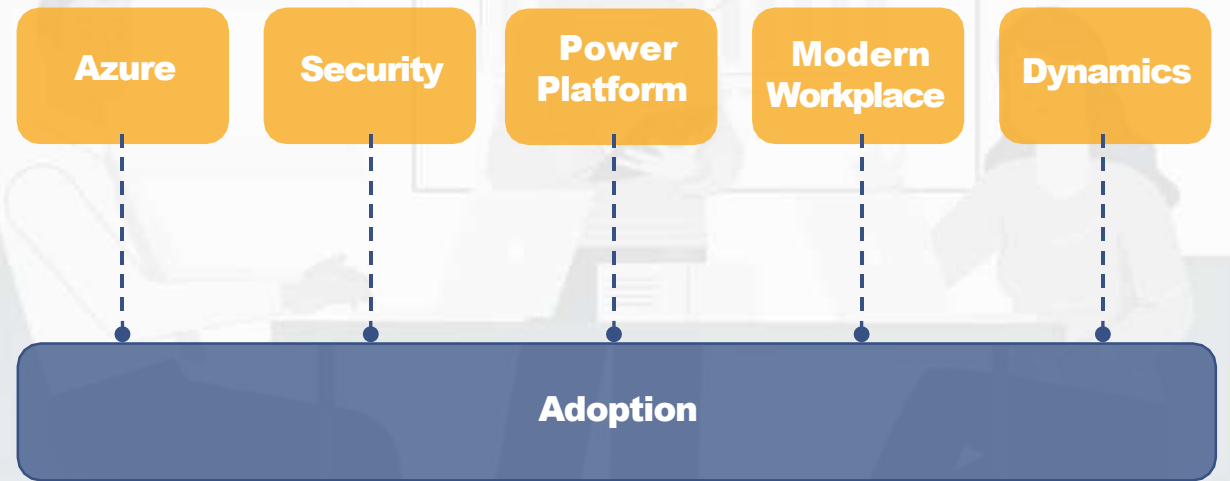 Azure
Security
Power
Platform
Modern
Workplace
Dynamics
Adoption